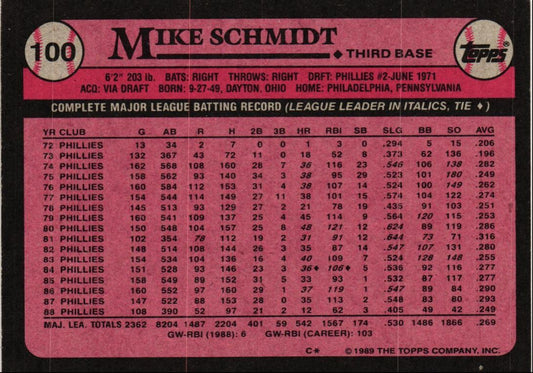 100
MIKE SCHMIDT
◆ THIRD BASE
Topps®
6'2" 203 lb. BATS: RIGHT THROWS: RIGHT DRFT: PHILLIES #2-JUNE 1971
ACQ: VIA DRAFT BORN: 9-27-49, DAYTON, OHIO HOME: PHILADELPHIA, PENNSYLVANIA
COMPLETE MAJOR LEAGUE BATTING RECORD (LEAGUE LEADER IN ITALICS, TIE ♦)
YR CLUB G AB R H 2B 3B HR RBI SB SLG BB SO AVG
72 PHILLIES 13 34 2 7 0 0 1 3 0 .294 5 15 .206
73 PHILLIES 132 367 43 72 11 0 18 52 8 .373 62 136 .196
74 PHILLIES 162 568 108 160 28 7 36 116 23 .546 106 138 .282
75 PHILLIES 158 562 93 140 34 3 38 95 29 .523 101 180 .249
76 PHILLIES 160 584 112 153 31 4 38 107 14 .524 100 149 .262
77 PHILLIES 154 544 114 149 27 11 38 101 15 .574 104 122 .274
78 PHILLIES 145 513 93 129 27 2 21 78 19 .435 91 103 .251
79 PHILLIES 160 541 109 137 25 4 45 114 9 .564 120 115 .253
80 PHILLIES 150 548 104 157 25 8 48 121 12 .624 89 119 .286
81 PHILLIES 102 354 78 112 19 2 31 91 12 .644 73 71 .316
82 PHILLIES 148 514 108 144 26 3 35 87 14 .547 107 131 .280
83 PHILLIES 154 534 104 136 16 4 40 109 7 .524 128 148 .255
84 PHILLIES 151 528 93 146 23 3 36♦ 106♦ 5 .536 92 116 .277
85 PHILLIES 158 549 89 152 31 5 33 93 1 .532 87 117 .277
86 PHILLIES 160 552 97 160 29 1 37 119 1 .547 89 84 .290
87 PHILLIES 147 522 88 153 28 0 35 113 2 .548 83 80 .293
88 PHILLIES 108 390 52 97 21 2 12 62 3 .405 49 42 .249
MAJ. LEA. TOTALS 2362 8204 1487 2204 401 59 542 1567 174 .530 1486 1866 .269
GW-RBI (1988): 6 GW-RBI (CAREER): 103
C* © 1989 THE TOPPS COMPANY, INC.